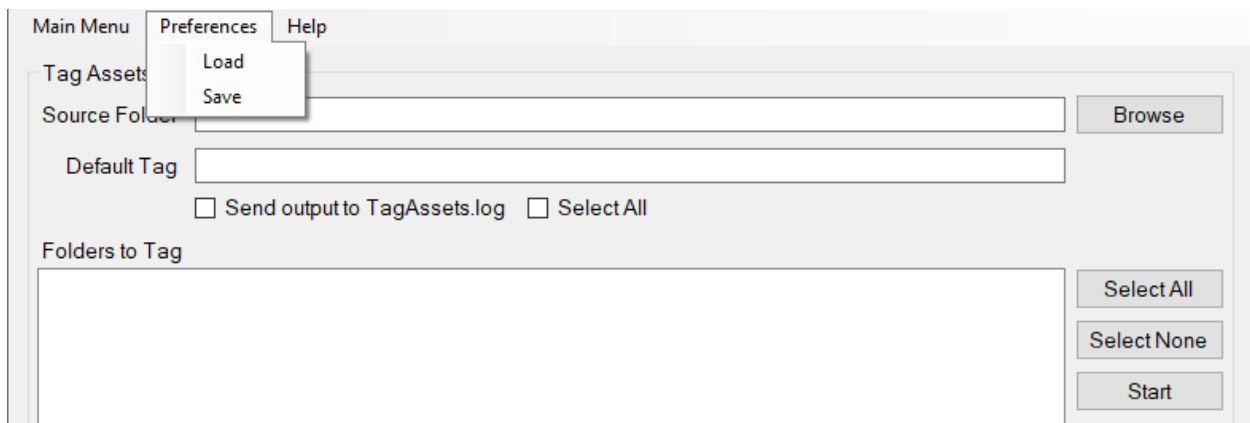 Main Menu Preferences Help
Load
Save
Tag Assets
Source Folder Browse
Default Tag
Send output to TagAssets.log Select All
Folders to Tag
Select All
Select None
Start